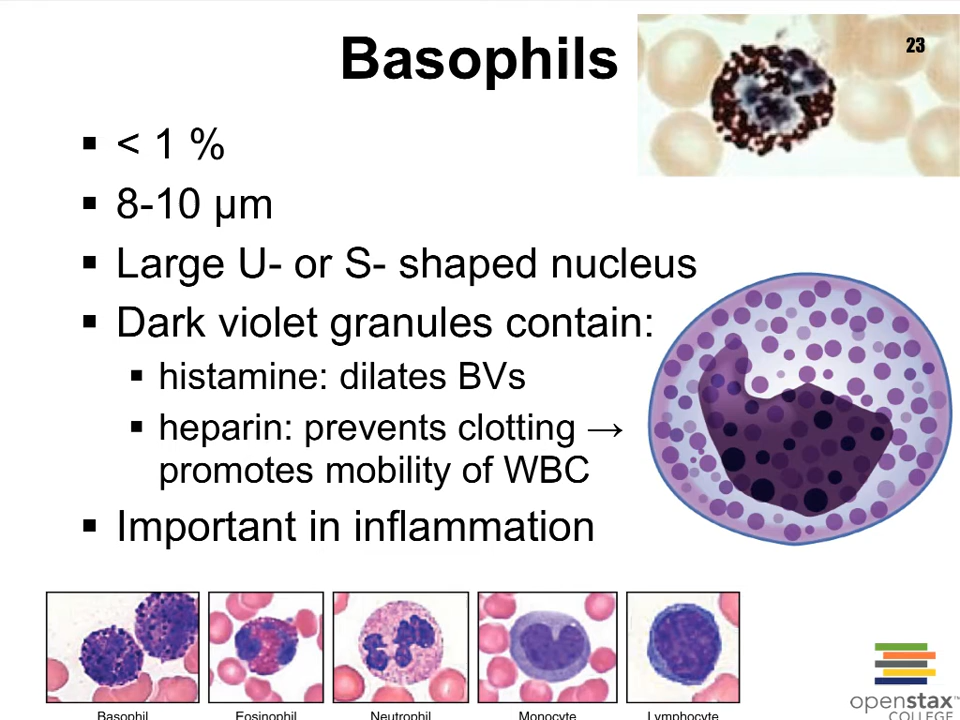 Basophils
23
▪ < 1 %
▪ 8-10 μm
▪ Large U- or S- shaped nucleus
▪ Dark violet granules contain:
▪ histamine: dilates BVs
▪ heparin: prevents clotting →
promotes mobility of WBC
▪ Important in inflammation
Basophil Eosinophil Neutrophil Monocyte Lymphocyte
openstax
COLLEGE